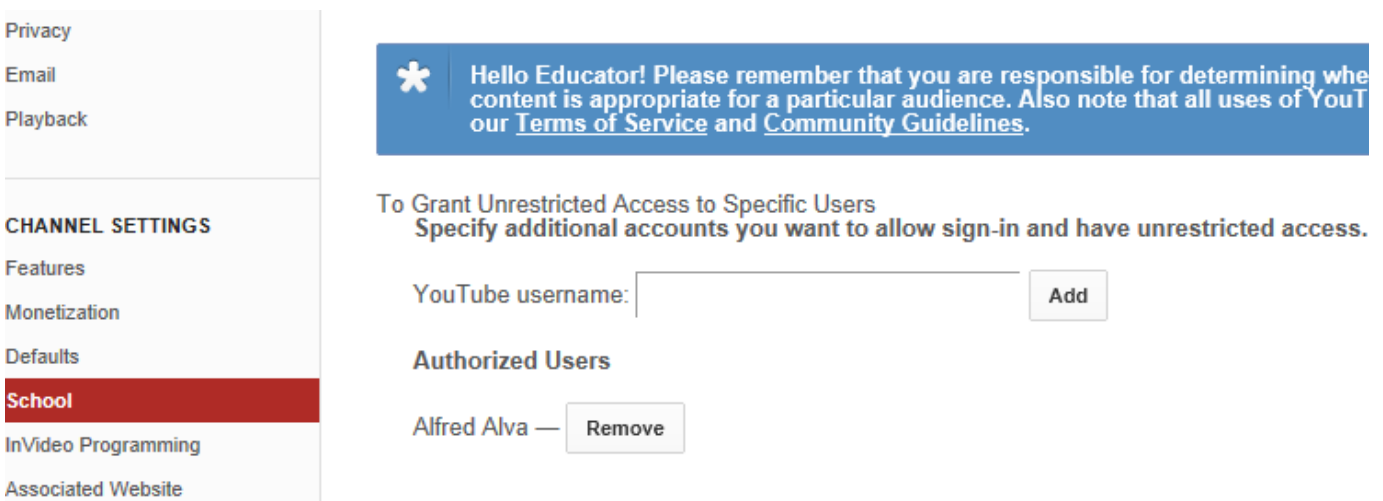 Privacy
Email
Playback
CHANNEL SETTINGS
Features
Monetization
Defaults
School
InVideo Programming
Associated Website
Hello Educator! Please remember that you are responsible for determining whe
content is appropriate for a particular audience. Also note that all uses of YouT
our Terms of Service and Community Guidelines.
To Grant Unrestricted Access to Specific Users
Specify additional accounts you want to allow sign-in and have unrestricted access.
YouTube username:
Add
Authorized Users
Alfred Alva — Remove